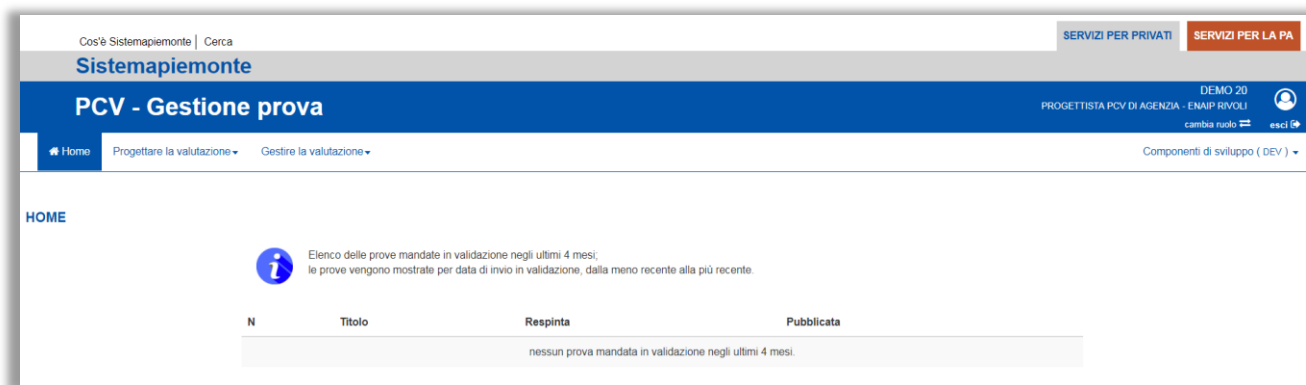 Cos'è Sistemapiemonte | Cerca
SERVIZI PER PRIVATI
SERVIZI PER LA PA
Sistemapiemonte
PCV - Gestione prova
DEMO 20
PROGETTISTA PCV DI AGENZIA - ENAIP RIVOLI
cambia ruolo
esci
Home
Progettare la valutazione
Gestire la valutazione
Componenti di sviluppo ( DEV )
HOME
Elenco delle prove mandate in validazione negli ultimi 4 mesi;
le prove vengono mostrate per data di invio in validazione, dalla meno recente alla più recente.
N Titolo Respinta Pubblicata
nessun prova mandata in validazione negli ultimi 4 mesi.